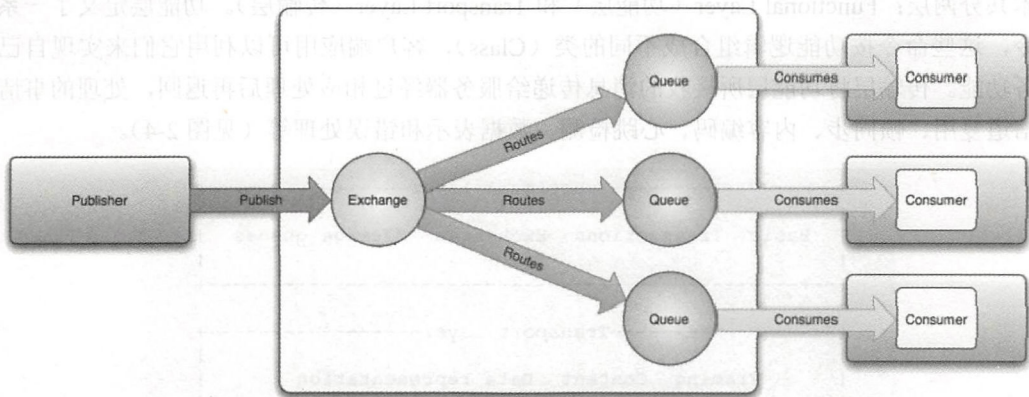 Queue
Consumes
Consumer
Routes
Publisher
Publish
Exchange
Routes
Queue
Consumes
Consumer
Routes
Queue
Consumes
Consumer